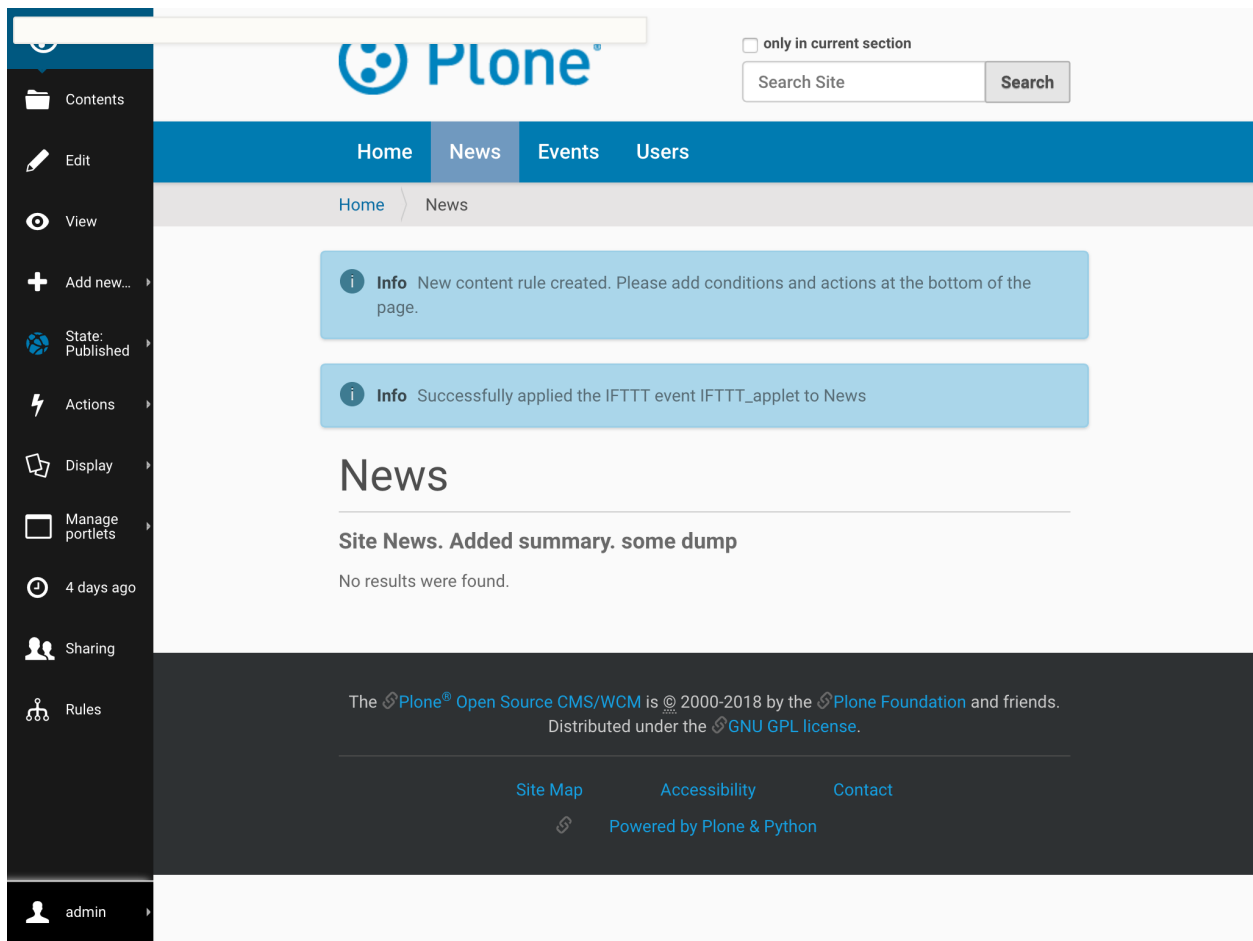 Plone®
only in current section
Search Site
Search
Contents
Edit
View
Add new...
State:
Published
Actions
Display
Manage
portlets
4 days ago
Sharing
Rules
admin
Home
News
Events
Users
Home
News
Info New content rule created. Please add conditions and actions at the bottom of the
page.
Info Successfully applied the IFTTT event IFTTT_applet to News
News
Site News. Added summary. some dump
No results were found.
The Plone® Open Source CMS/WCM is © 2000-2018 by the Plone Foundation and friends.
Distributed under the GNU GPL license.
Site Map
Accessibility
Contact
Powered by Plone & Python